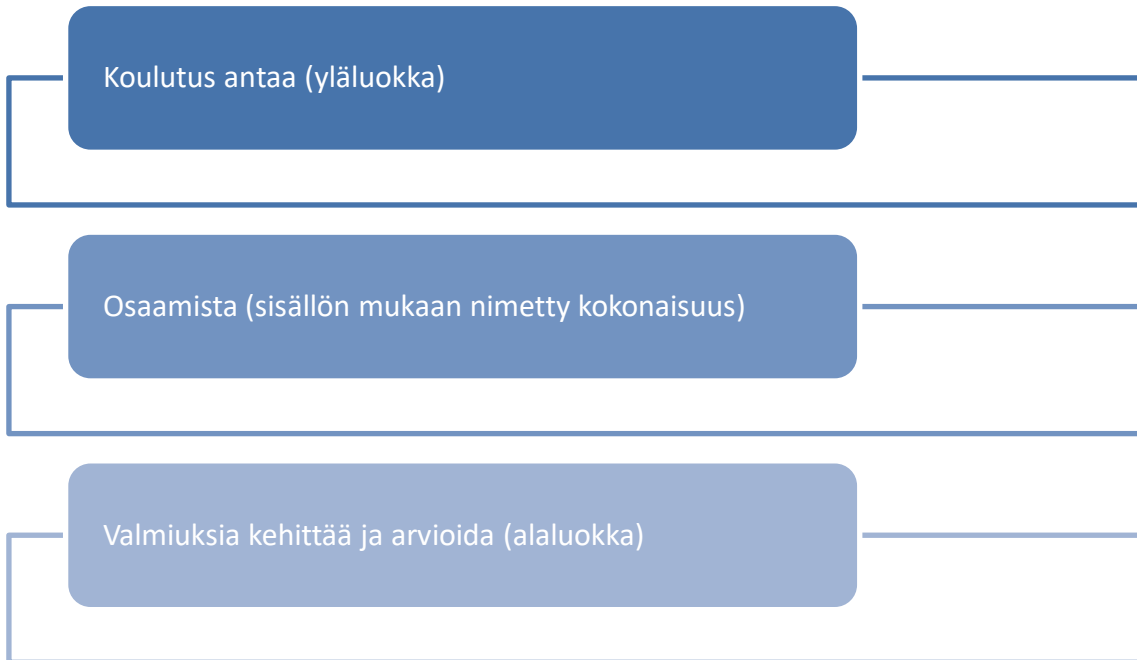 Koulutus antaa (yläluokka)
Osaamista (sisällön mukaan nimetty kokonaisuus)
Valmiuksia kehittää ja arvioida (alaluokka)